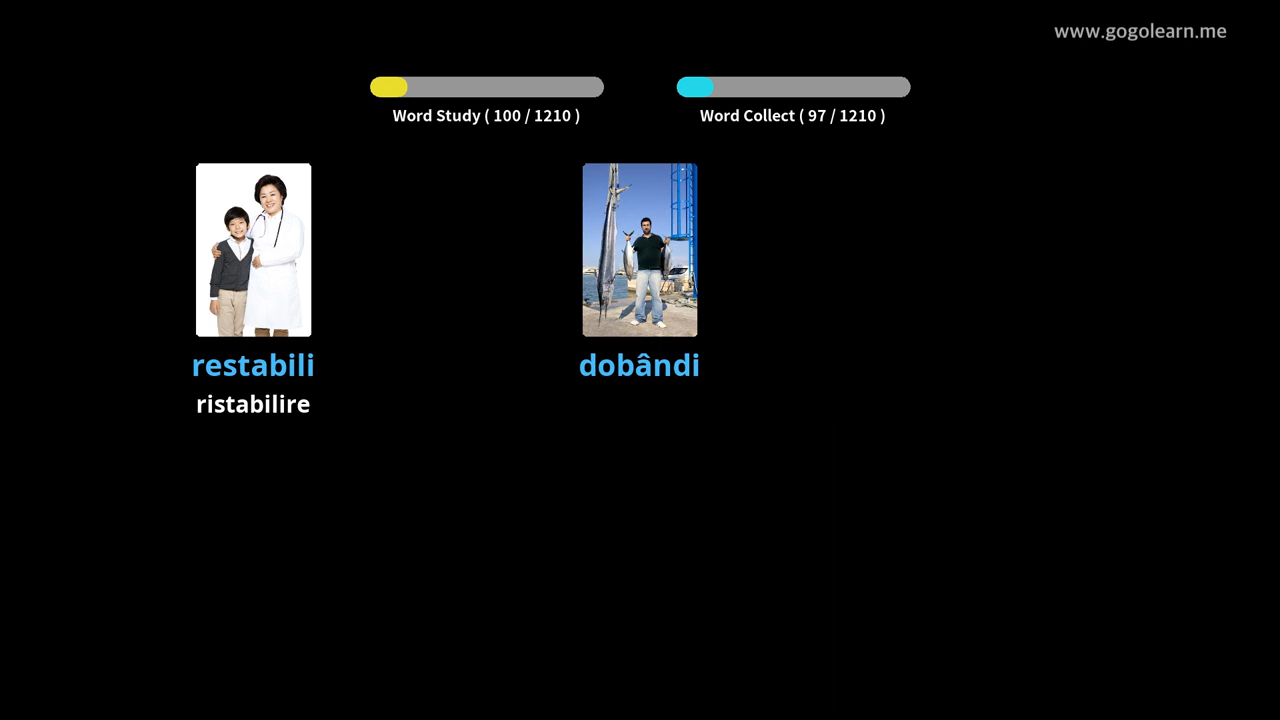 www.gogolearn.me
Word Study ( 100 / 1210 )
Word Collect ( 97 / 1210 )
restabili
dobândi
ristabilire